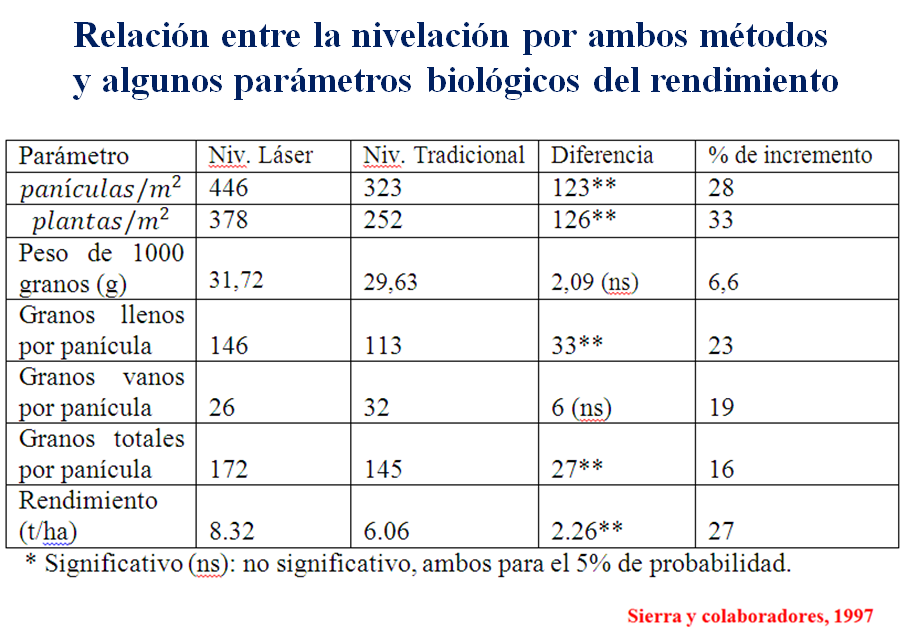 Relación entre la nivelación por ambos métodos
y algunos parámetros biológicos del rendimiento
Parámetro Niv. Láser Niv. Tradicional Diferencia % de incremento
panículas/m² 446 323 123** 28
plantas/m² 378 252 126** 33
Peso de 1000
granos (g) 31,72 29,63 2,09 (ns) 6,6
Granos llenos
por panícula 146 113 33** 23
Granos vanos
por panícula 26 32 6 (ns) 19
Granos totales
por panícula 172 145 27** 16
Rendimiento
(t/ha) 8.32 6.06 2.26** 27
* Significativo (ns): no significativo, ambos para el 5% de probabilidad.
Sierra y colaboradores, 1997